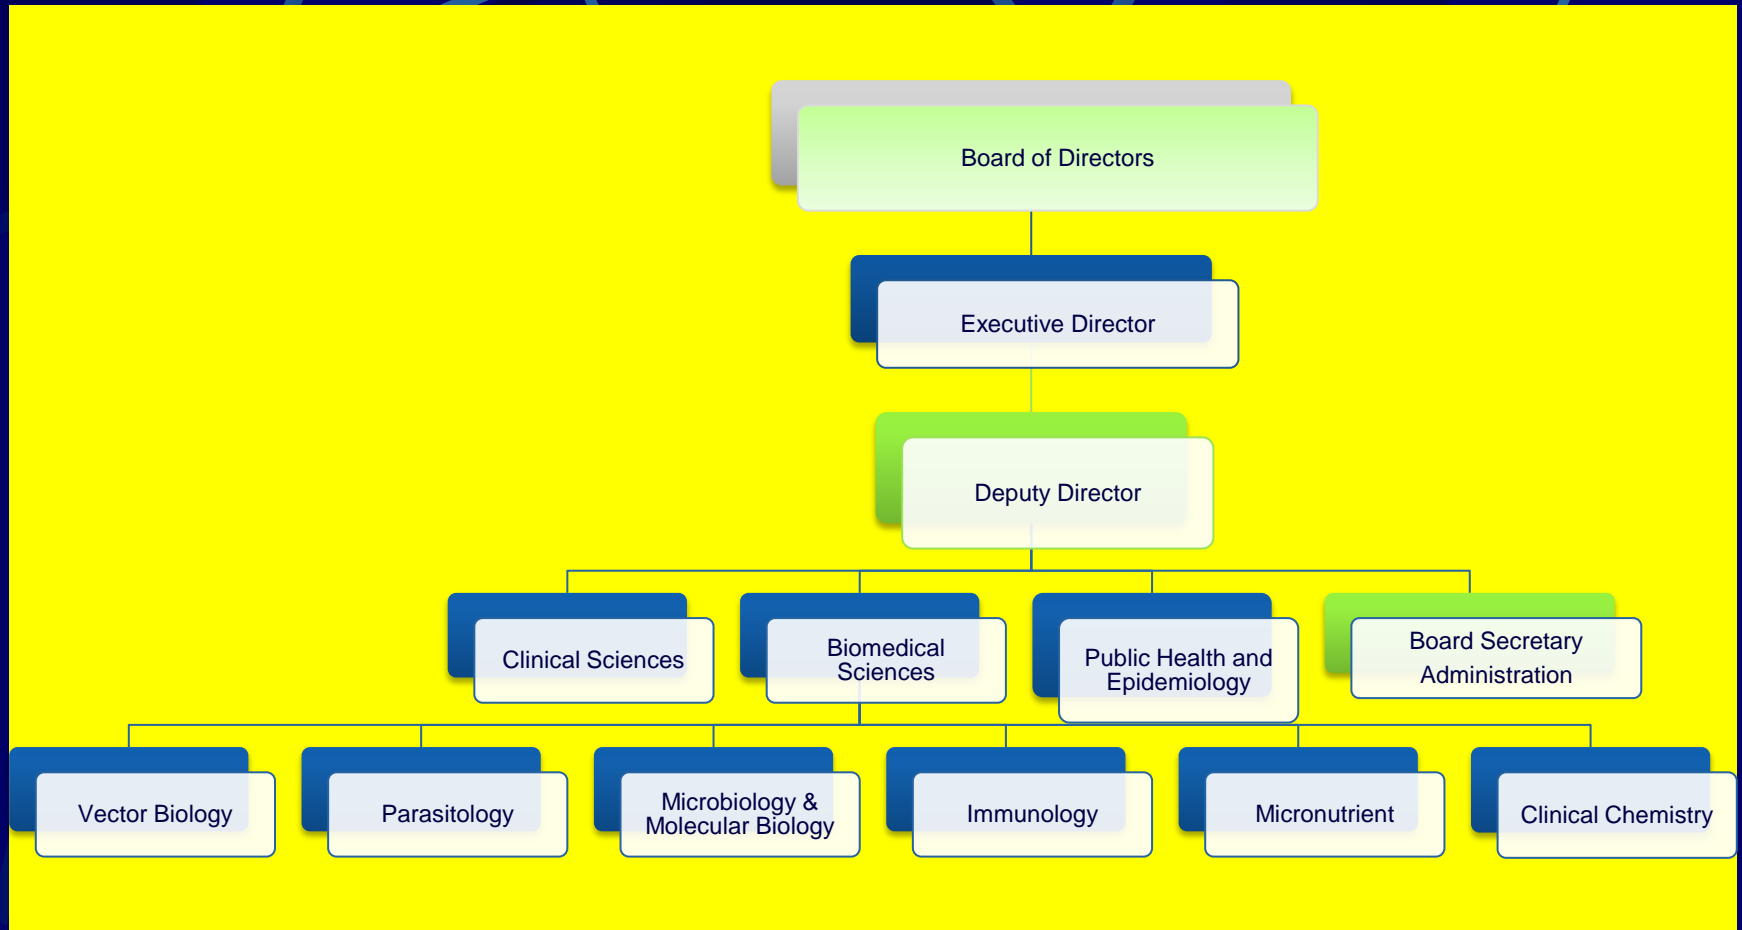 Board of Directors
Executive Director
Deputy Director
Clinical Sciences
Biomedical
Sciences
Public Health and
Epidemiology
Board Secretary
Administration
Vector Biology
Parasitology
Microbiology &
Molecular Biology
Immunology
Micronutrient
Clinical Chemistry